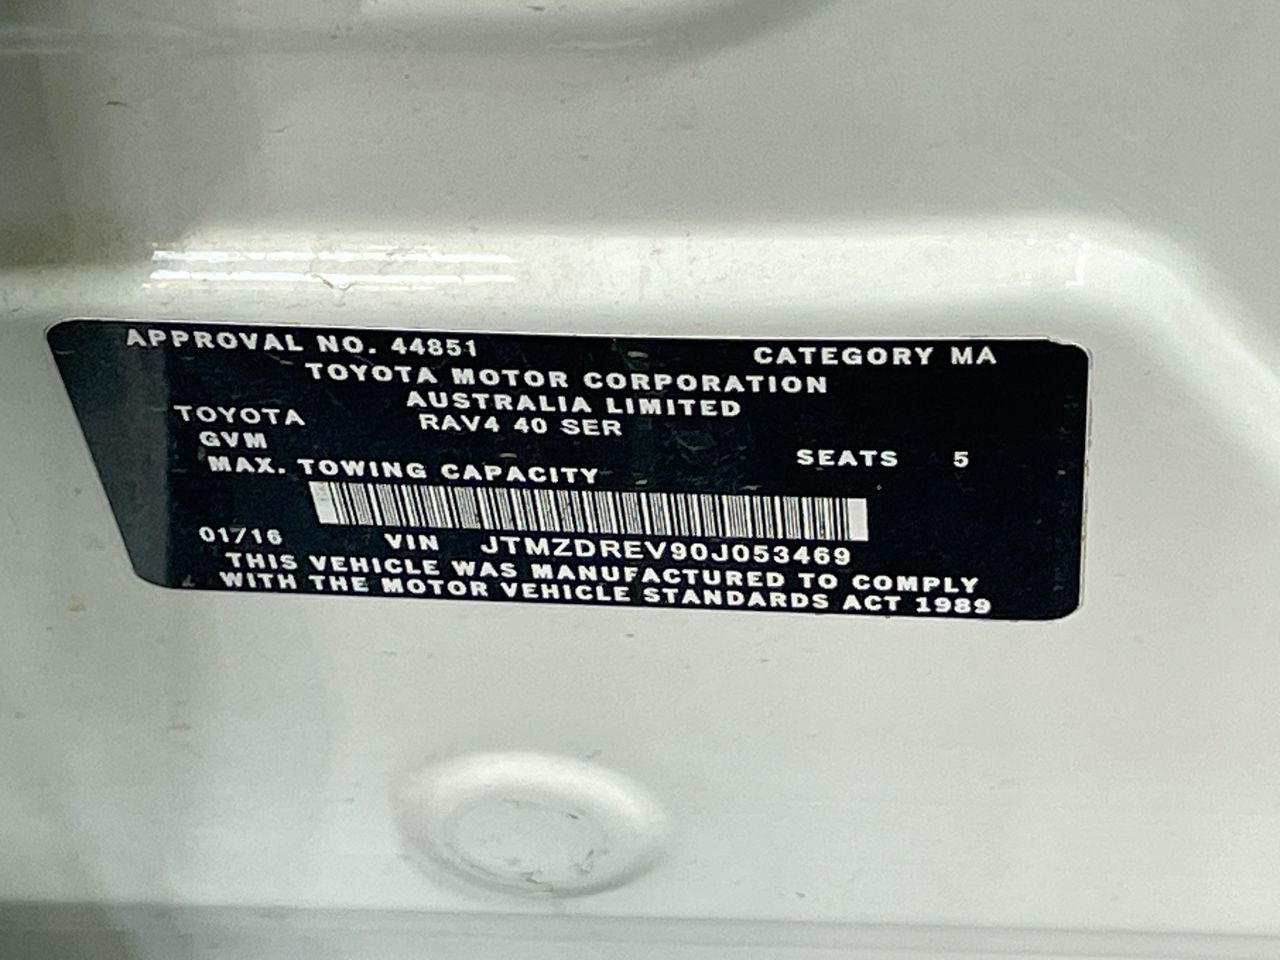 APPROVAL NO. 44851 CATEGORY MA
TOYOTA MOTOR CORPORATION
AUSTRALIA LIMITED
TOYOTA RAV4 40 SER
GVM SEATS 5
MAX. TOWING CAPACITY
01/16 VIN JTMZDREV90J053469
THIS VEHICLE WAS MANUFACTURED TO COMPLY
WITH THE MOTOR VEHICLE STANDARDS ACT 1989